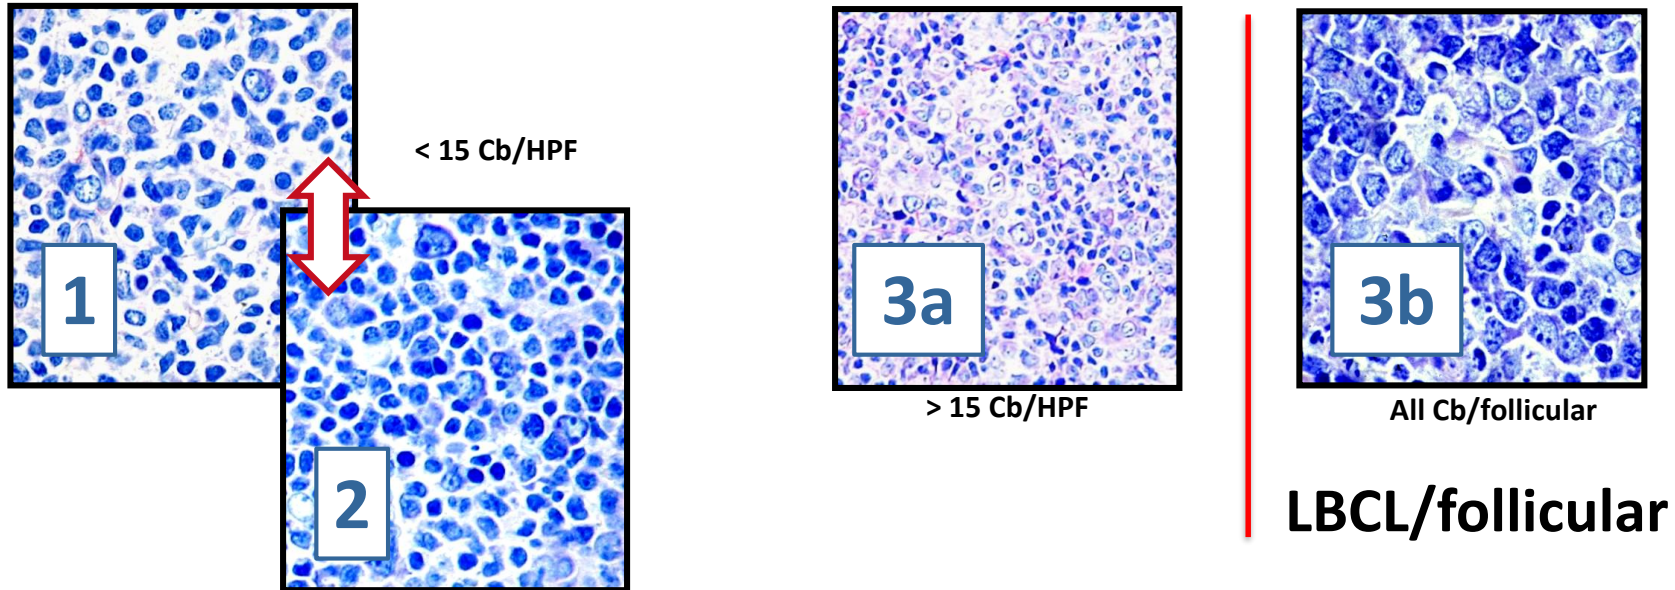 1
< 15 Cb/HPF
2
3a
> 15 Cb/HPF
3b
All Cb/follicular
LBCL/follicular